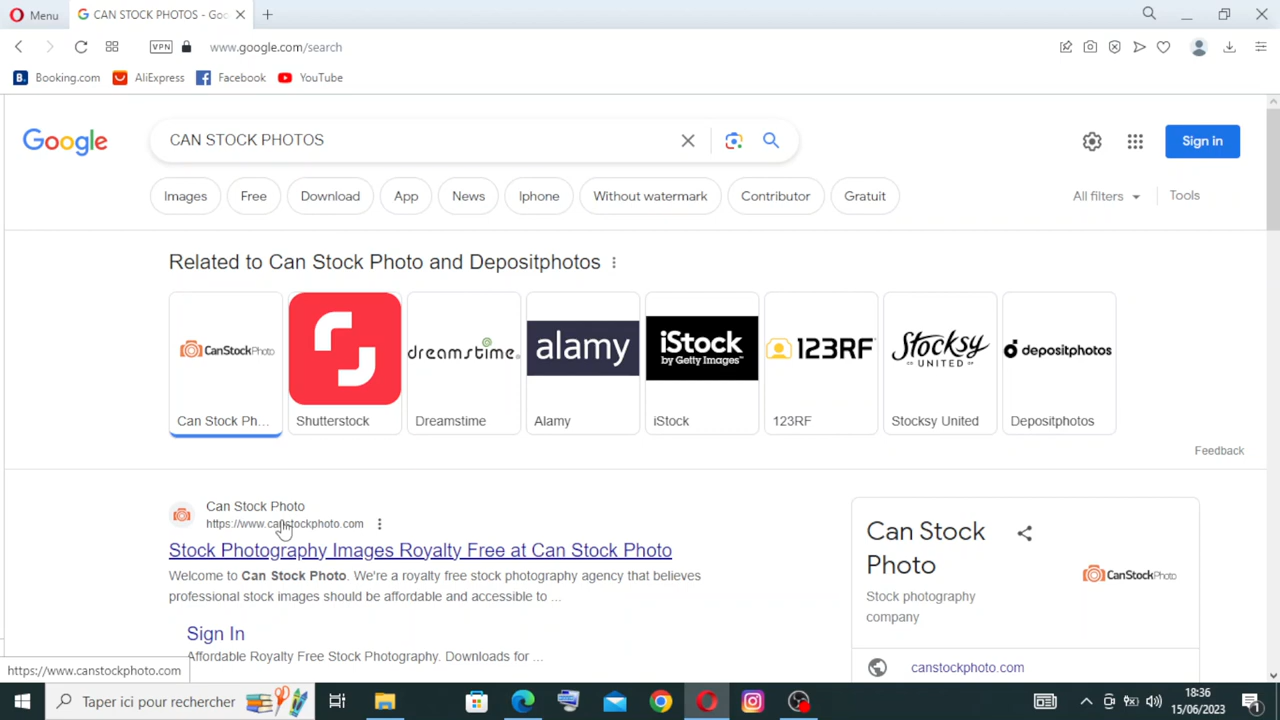 Menu
CAN STOCK PHOTOS - Goo
VPN
www.google.com/search
Booking.com
AliExpress
Facebook
YouTube
Google
CAN STOCK PHOTOS
Sign in
Images
Free
Download
App
News
Iphone
Without watermark
Contributor
Gratuit
All filters
Tools
Related to Can Stock Photo and Depositphotos
CanStockPhoto
dreamstime.
alamy
iStock
by Getty Images™
123RF
Stocksy
UNITED
depositphotos
Can Stock Ph...
Shutterstock
Dreamstime
Alamy
iStock
123RF
Stocksy United
Depositphotos
Feedback
Can Stock Photo
https://www.canstockphoto.com
Stock Photography Images Royalty Free at Can Stock Photo
Welcome to Can Stock Photo. We're a royalty free stock photography agency that believes
professional stock images should be affordable and accessible to ...
Sign In
Affordable Royalty Free Stock Photography. Downloads for ...
Can Stock
Photo
CanStockPhoto
Stock photography
company
canstockphoto.com
https://www.canstockphoto.com
Taper ici pour rechercher
18:36
15/06/2023
1